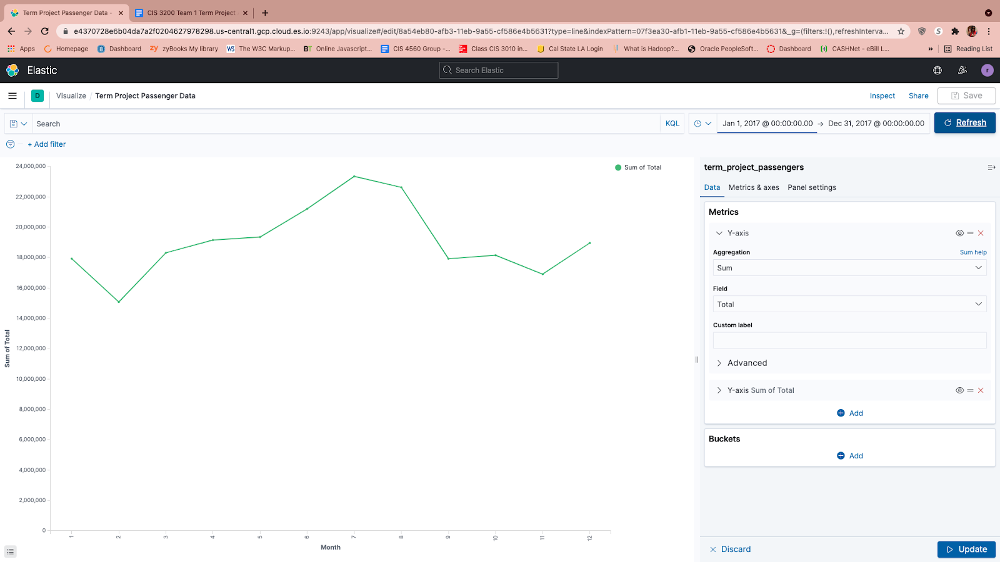 Term Project Passenger Data -
CIS 3200 Team 1 Term Project
e4370728e6b04da7a2f0204627978298.us-central1.gcp.cloud.es.io:9243/app/visualize#/edit/8a54eb80-afb3-11eb-9a55-cf586e4b5631?type=line&indexPattern=07f3ea30-afb1-11eb-9a55-cf586e4b5631&_g=(filters:!(),refreshInterva...
Apps Homepage Dashboard zyBooks My library The W3C Markup... Online Javascript... CIS 4560 Group -... Class CIS 3010 in... Cal State LA Login What is Hadoop?... Oracle PeopleSoft... Dashboard CASHNet - eBill L... » Reading List
Elastic
Search Elastic
r
D
Visualize / Term Project Passenger Data
Inspect Share Save
Search
KQL
Jan 1, 2017 @ 00:00:00.00 → Dec 31, 2017 @ 00:00:00.00
Refresh
+ Add filter
24,000,000
22,000,000
20,000,000
18,000,000
16,000,000
14,000,000
12,000,000
10,000,000
8,000,000
6,000,000
4,000,000
2,000,000
0
Sum of Total
1 2 3 4 5 6 7 8 9 10 11 12
Month
Sum of Total
term_project_passengers
Data Metrics & axes Panel settings
Metrics
Y-axis
Aggregation Sum help
Sum
Field
Total
Custom label
Advanced
Y-axis Sum of Total
Add
Buckets
Add
Discard
Update